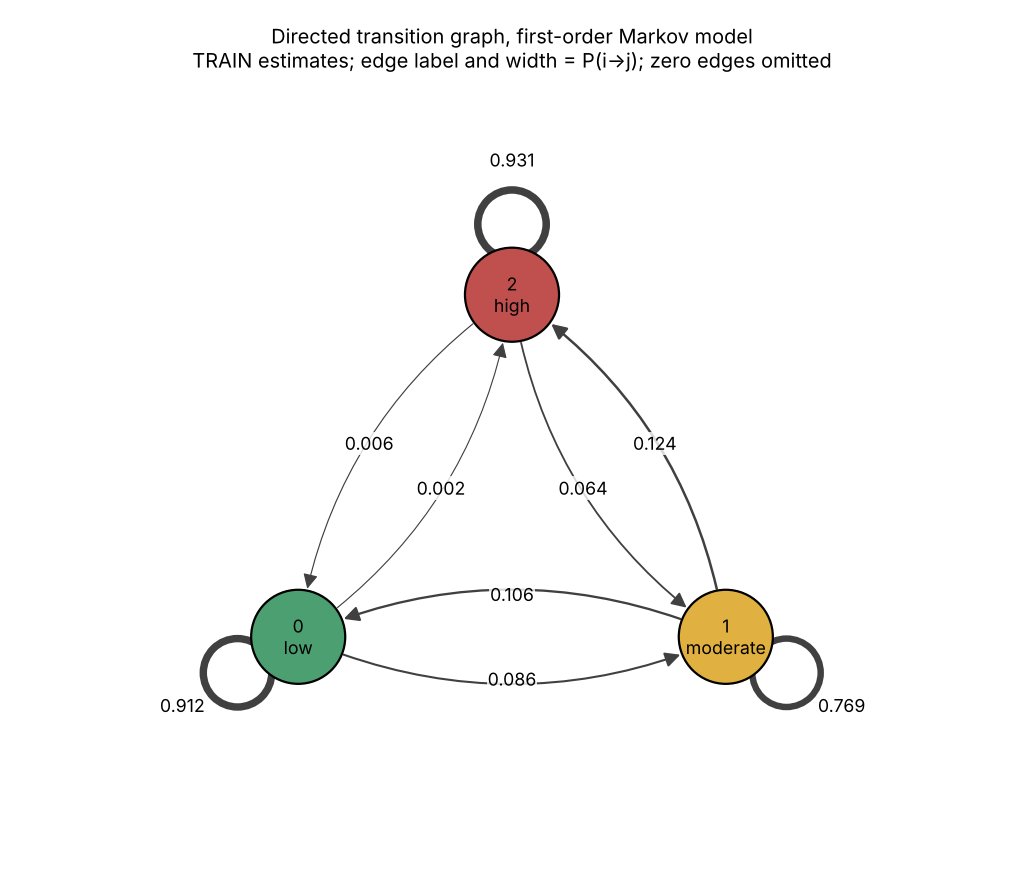 Directed transition graph, first-order Markov model
TRAIN estimates; edge label and width = P(i→j); zero edges omitted
0.931
2
high
0.006
0.124
0.002
0.064
0.106
0
low
1
moderate
0.086
0.912
0.769